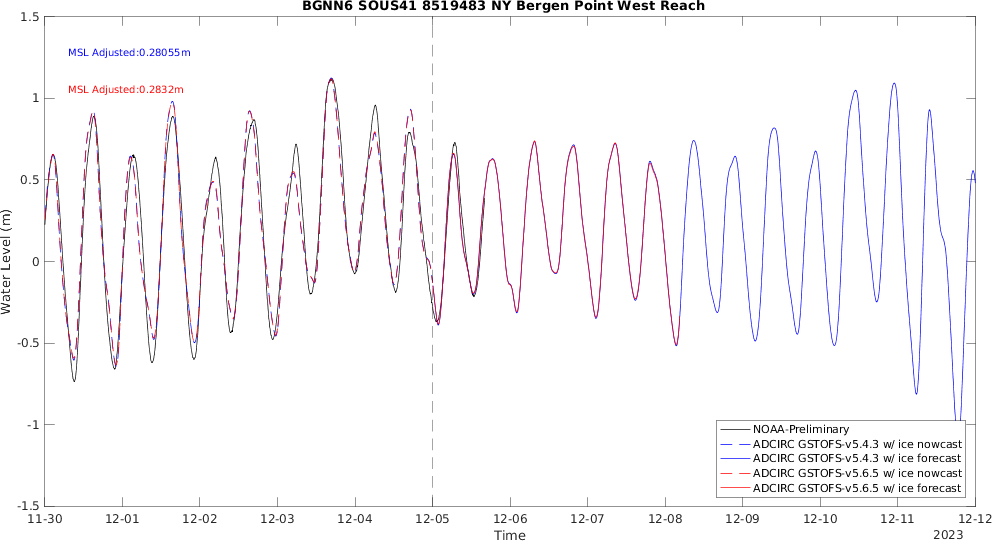 BGNN6 SOUS41 8519483 NY Bergen Point West Reach
1.5
MSL Adjusted:0.28055m
MSL Adjusted:0.2832m
1
0.5
0
-0.5
-1
-1.5
Water Level (m)
NOAA-Preliminary
ADCIRC GSTOFS-v5.4.3 w/ ice nowcast
ADCIRC GSTOFS-v5.4.3 w/ ice forecast
ADCIRC GSTOFS-v5.6.5 w/ ice nowcast
ADCIRC GSTOFS-v5.6.5 w/ ice forecast
11-30 12-01 12-02 12-03 12-04 12-05 12-06 12-07 12-08 12-09 12-10 12-11 12-12
Time
2023